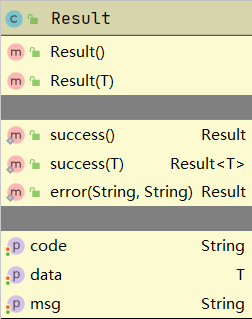 C Result
m Result()
m Result(T)
m success() Result
m success(T) Result<T>
m error(String, String) Result
p code String
p data T
p msg String